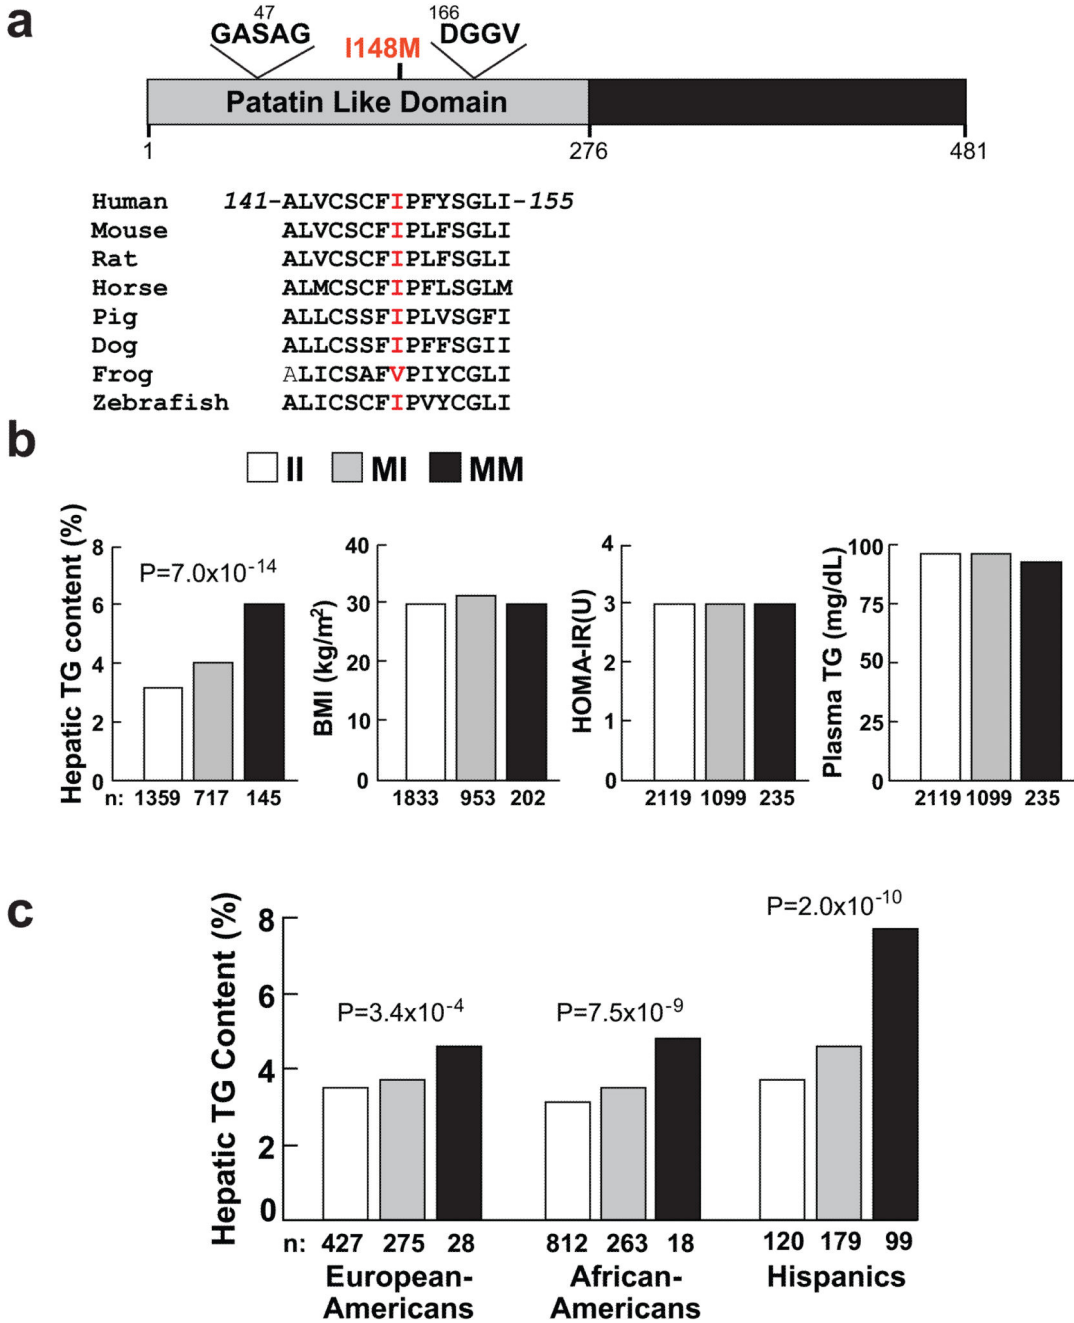 a
47
GASAG
I148M
166
DGGV
Patatin Like Domain
1
276
481
Human 141-ALVCSCFIPFYSGLI-155
Mouse ALVCSCFIPLFSGLI
Rat ALVCSCFIPLFSGLI
Horse ALMCSCFIPFLSGLM
Pig ALLCSSFIPLVSGFI
Dog ALLCSSFIPFFSGII
Frog ALICSAFVPIYCGLI
Zebrafish ALICSCFIPVYCGLI
b
II MI MM
Hepatic TG content (%)
8
6
4
2
0
P=7.0x10-14
n: 1359 717 145
BMI (kg/m2)
40
30
20
10
0
1833 953 202
HOMA-IR(U)
4
3
2
1
0
2119 1099 235
Plasma TG (mg/dL)
100
75
50
25
0
2119 1099 235
c
Hepatic TG Content (%)
8
6
4
2
0
P=3.4x10-4
P=7.5x10-9
P=2.0x10-10
n: 427 275 28 812 263 18 120 179 99
European-
Americans
African-
Americans
Hispanics